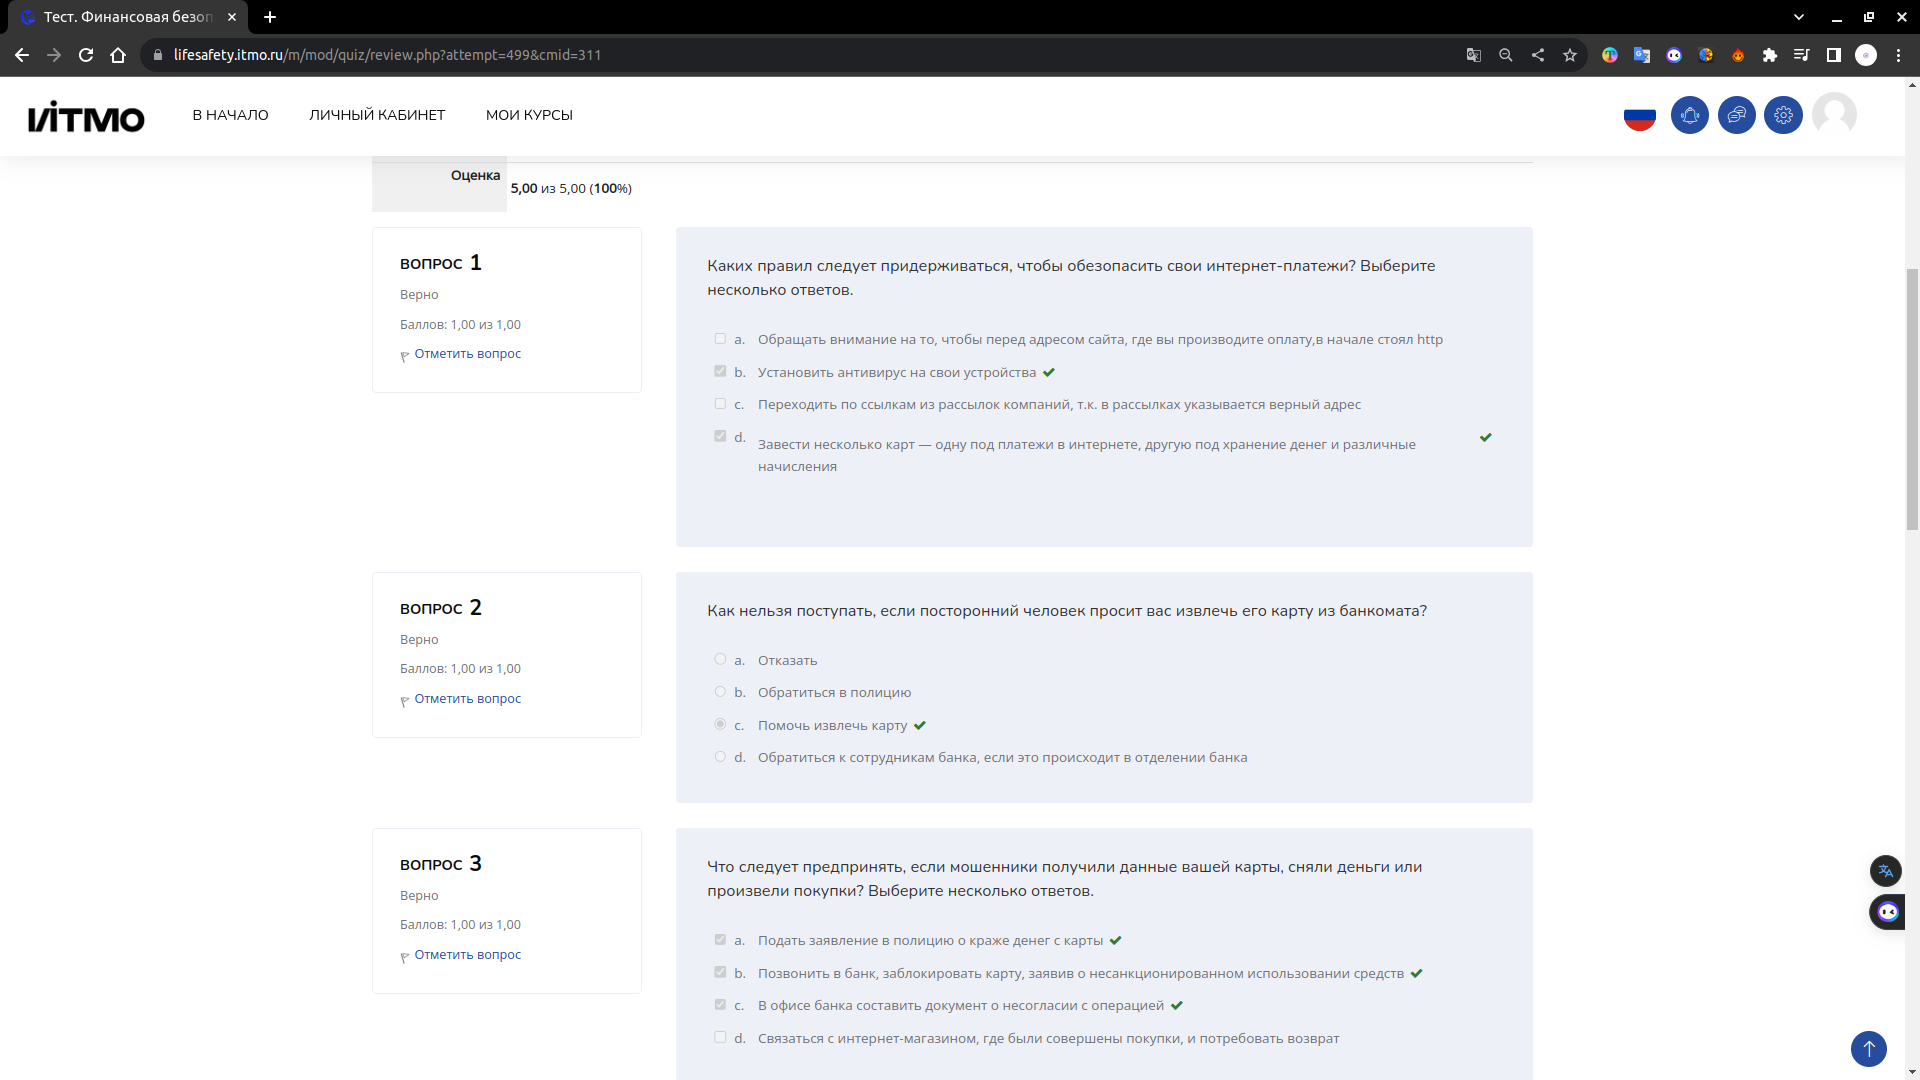 Тест. Финансовая безоп
lifesafety.itmo.ru/m/mod/quiz/review.php?attempt=499&cmid=311
ИТМО
В НАЧАЛО
ЛИЧНЫЙ КАБИНЕТ
МОИ КУРСЫ
Оценка
5,00 из 5,00 (100%)
ВОПРОС 1
Верно
Баллов: 1,00 из 1,00
Отметить вопрос
Каких правил следует придерживаться, чтобы обезопасить свои интернет-платежи? Выберите
несколько ответов.
a. Обращать внимание на то, чтобы перед адресом сайта, где вы производите оплату,в начале стоял http
b. Установить антивирус на свои устройства
c. Переходить по ссылкам из рассылок компаний, т.к. в рассылках указывается верный адрес
d. Завести несколько карт — одну под платежи в интернете, другую под хранение денег и различные
начисления
ВОПРОС 2
Верно
Баллов: 1,00 из 1,00
Отметить вопрос
Как нельзя поступать, если посторонний человек просит вас извлечь его карту из банкомата?
a. Отказать
b. Обратиться в полицию
c. Помочь извлечь карту
d. Обратиться к сотрудникам банка, если это происходит в отделении банка
ВОПРОС 3
Верно
Баллов: 1,00 из 1,00
Отметить вопрос
Что следует предпринять, если мошенники получили данные вашей карты, сняли деньги или
произвели покупки? Выберите несколько ответов.
a. Подать заявление в полицию о краже денег с карты
b. Позвонить в банк, заблокировать карту, заявив о несанкционированном использовании средств
c. В офисе банка составить документ о несогласии с операцией
d. Связаться с интернет-магазином, где были совершены покупки, и потребовать возврат